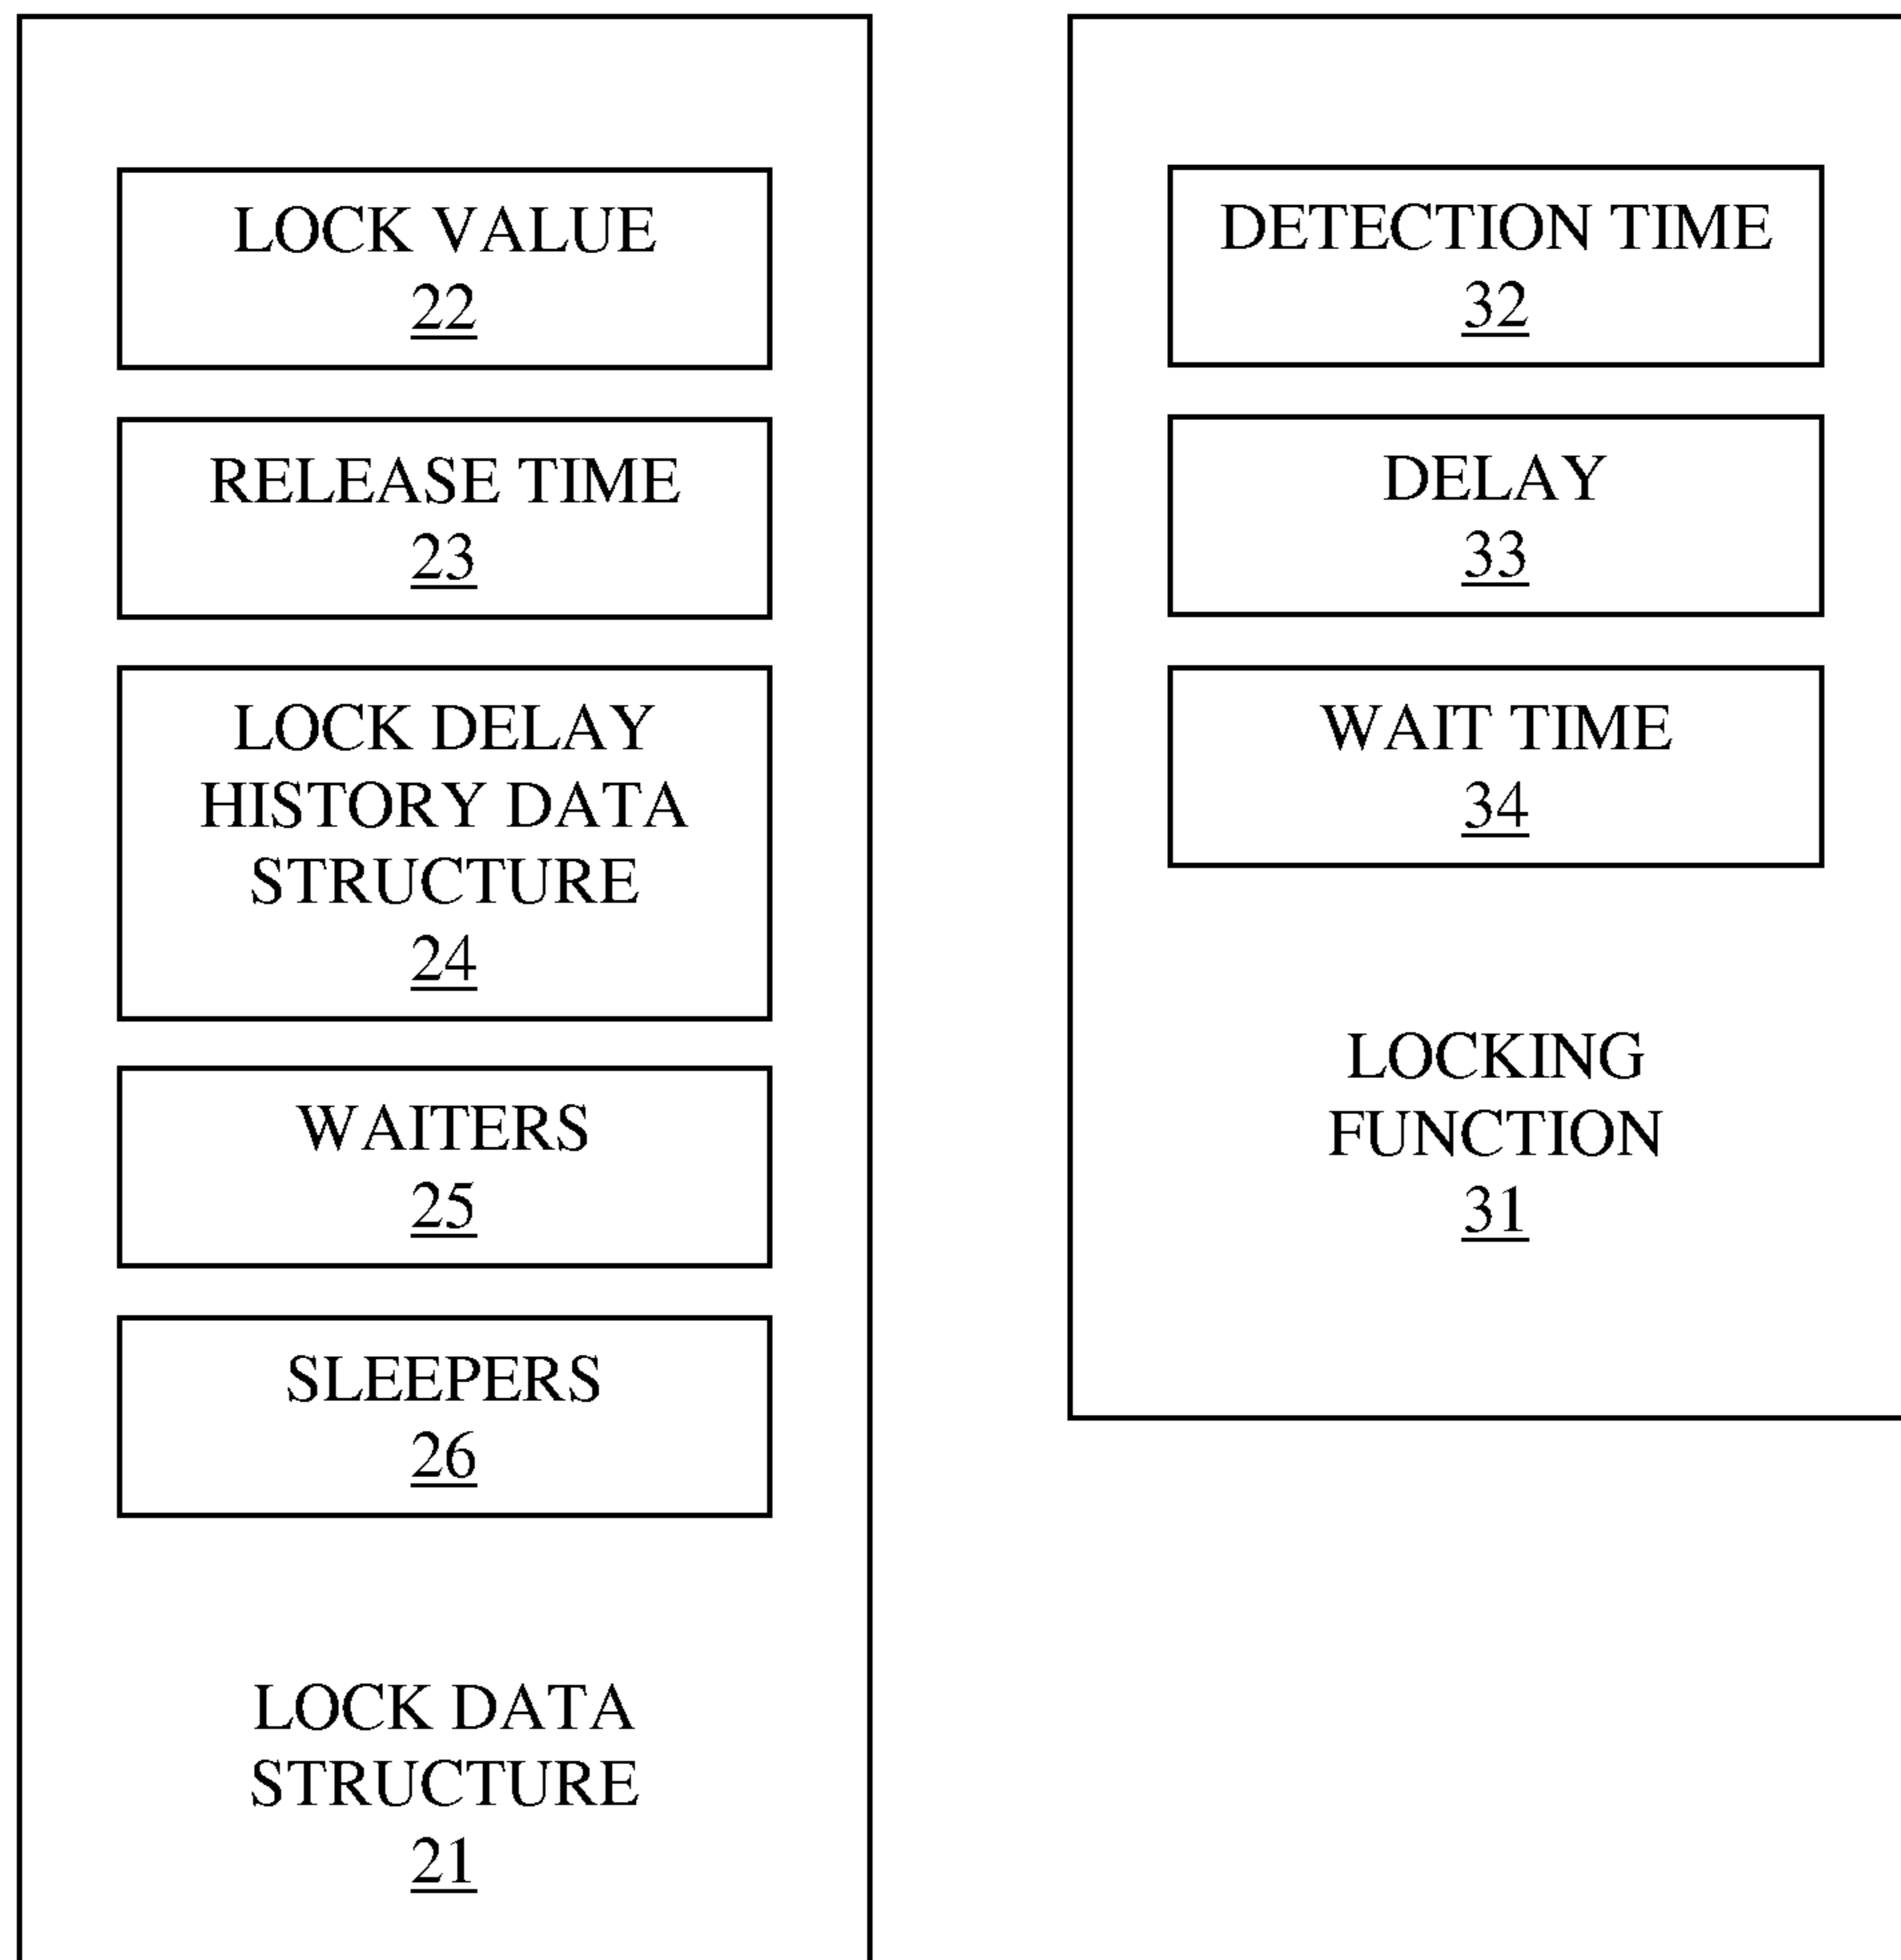 LOCK VALUE
22
RELEASE TIME
23
LOCK DELAY
HISTORY DATA
STRUCTURE
24
WAITERS
25
SLEEPERS
26
LOCK DATA
STRUCTURE
21
DETECTION TIME
32
DELAY
33
WAIT TIME
34
LOCKING
FUNCTION
31